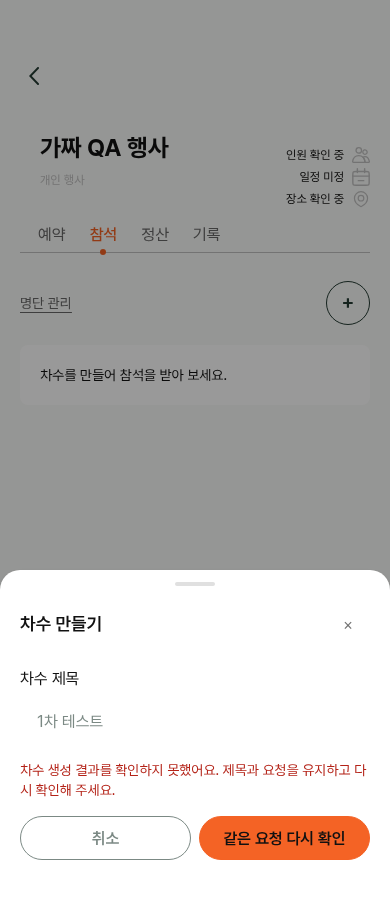 가짜 QA 행사
개인 행사
인원 확인 중
일정 미정
장소 확인 중
예약 참석 정산 기록
명단 관리
+
차수를 만들어 참석을 받아 보세요.
차수 만들기
×
차수 제목
1차 테스트
차수 생성 결과를 확인하지 못했어요. 제목과 요청을 유지하고 다
시 확인해 주세요.
취소 같은 요청 다시 확인